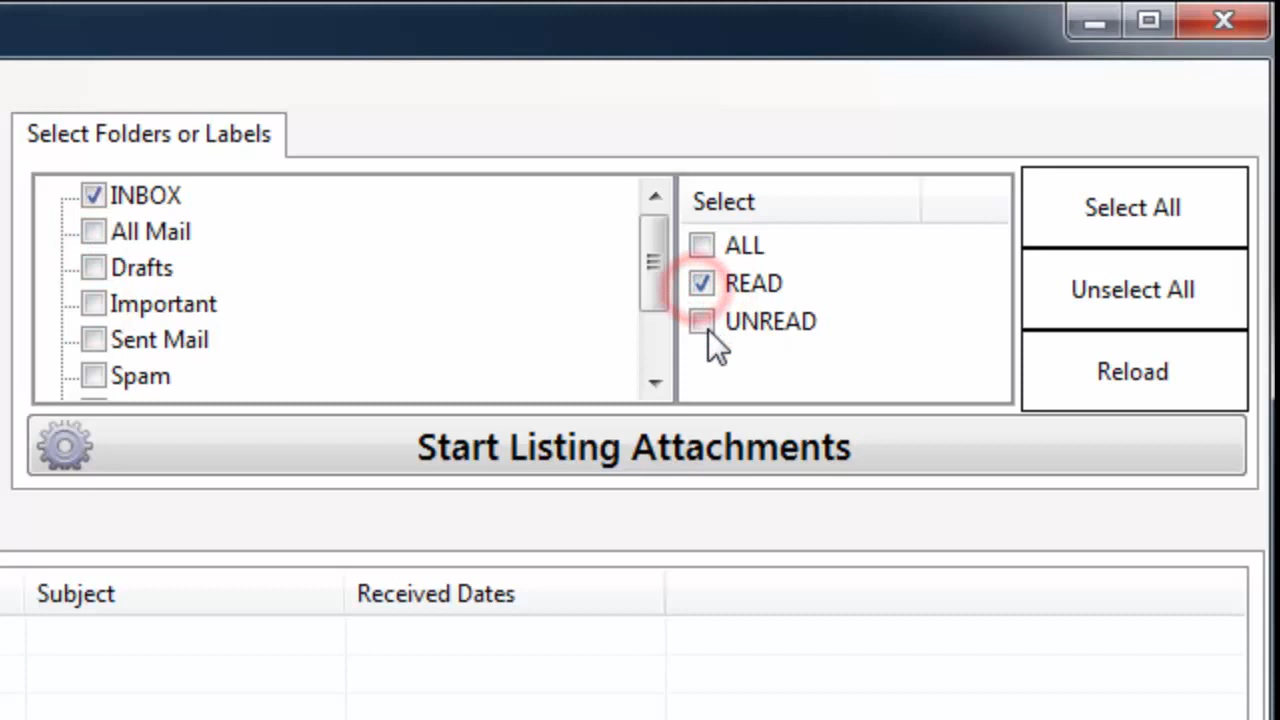 Select Folders or Labels
INBOX
All Mail
Drafts
Important
Sent Mail
Spam
Select
ALL
READ
UNREAD
Select All
Unselect All
Reload
Start Listing Attachments
Subject
Received Dates